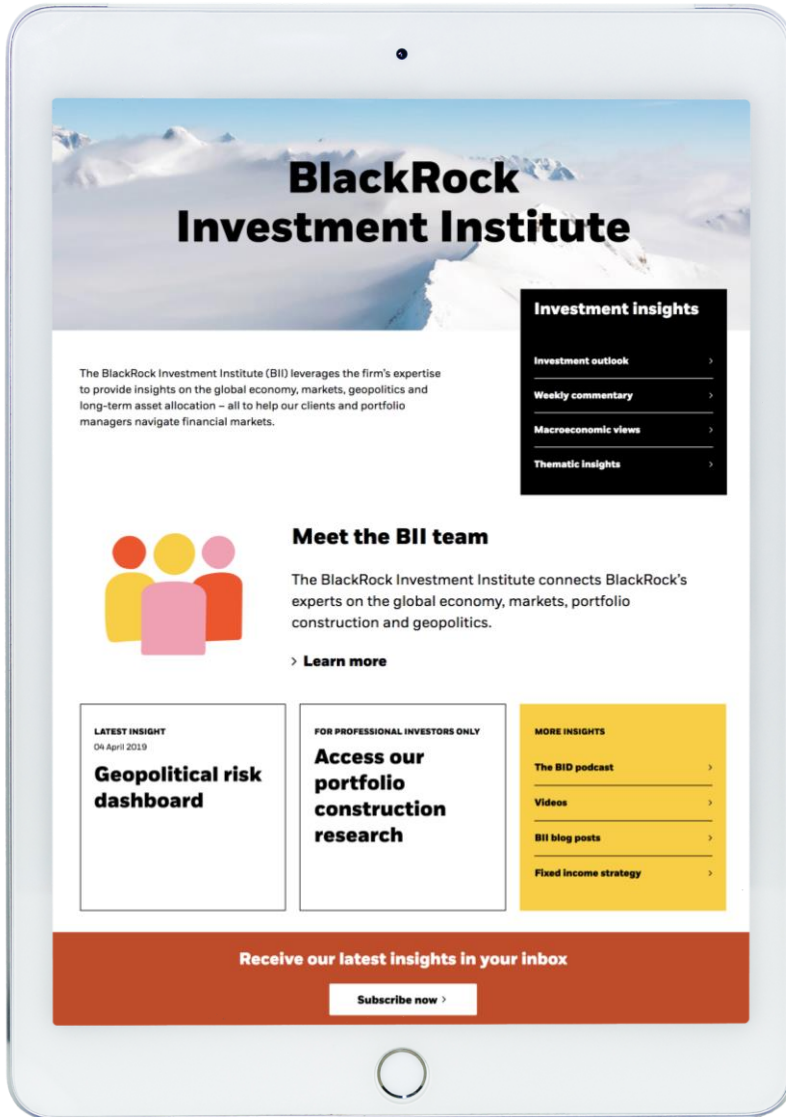 BlackRock
Investment Institute
Investment insights
Investment outlook
Weekly commentary
Macroeconomic views
Thematic insights
The BlackRock Investment Institute (BII) leverages the firm's expertise
to provide insights on the global economy, markets, geopolitics and
long-term asset allocation – all to help our clients and portfolio
managers navigate financial markets.
Meet the BII team
The BlackRock Investment Institute connects BlackRock's
experts on the global economy, markets, portfolio
construction and geopolitics.
> Learn more
LATEST INSIGHT
04 April 2019
Geopolitical risk
dashboard
FOR PROFESSIONAL INVESTORS ONLY
Access our
portfolio
construction
research
MORE INSIGHTS
The BID podcast
Videos
BII blog posts
Fixed income strategy
Receive our latest insights in your inbox
Subscribe now >